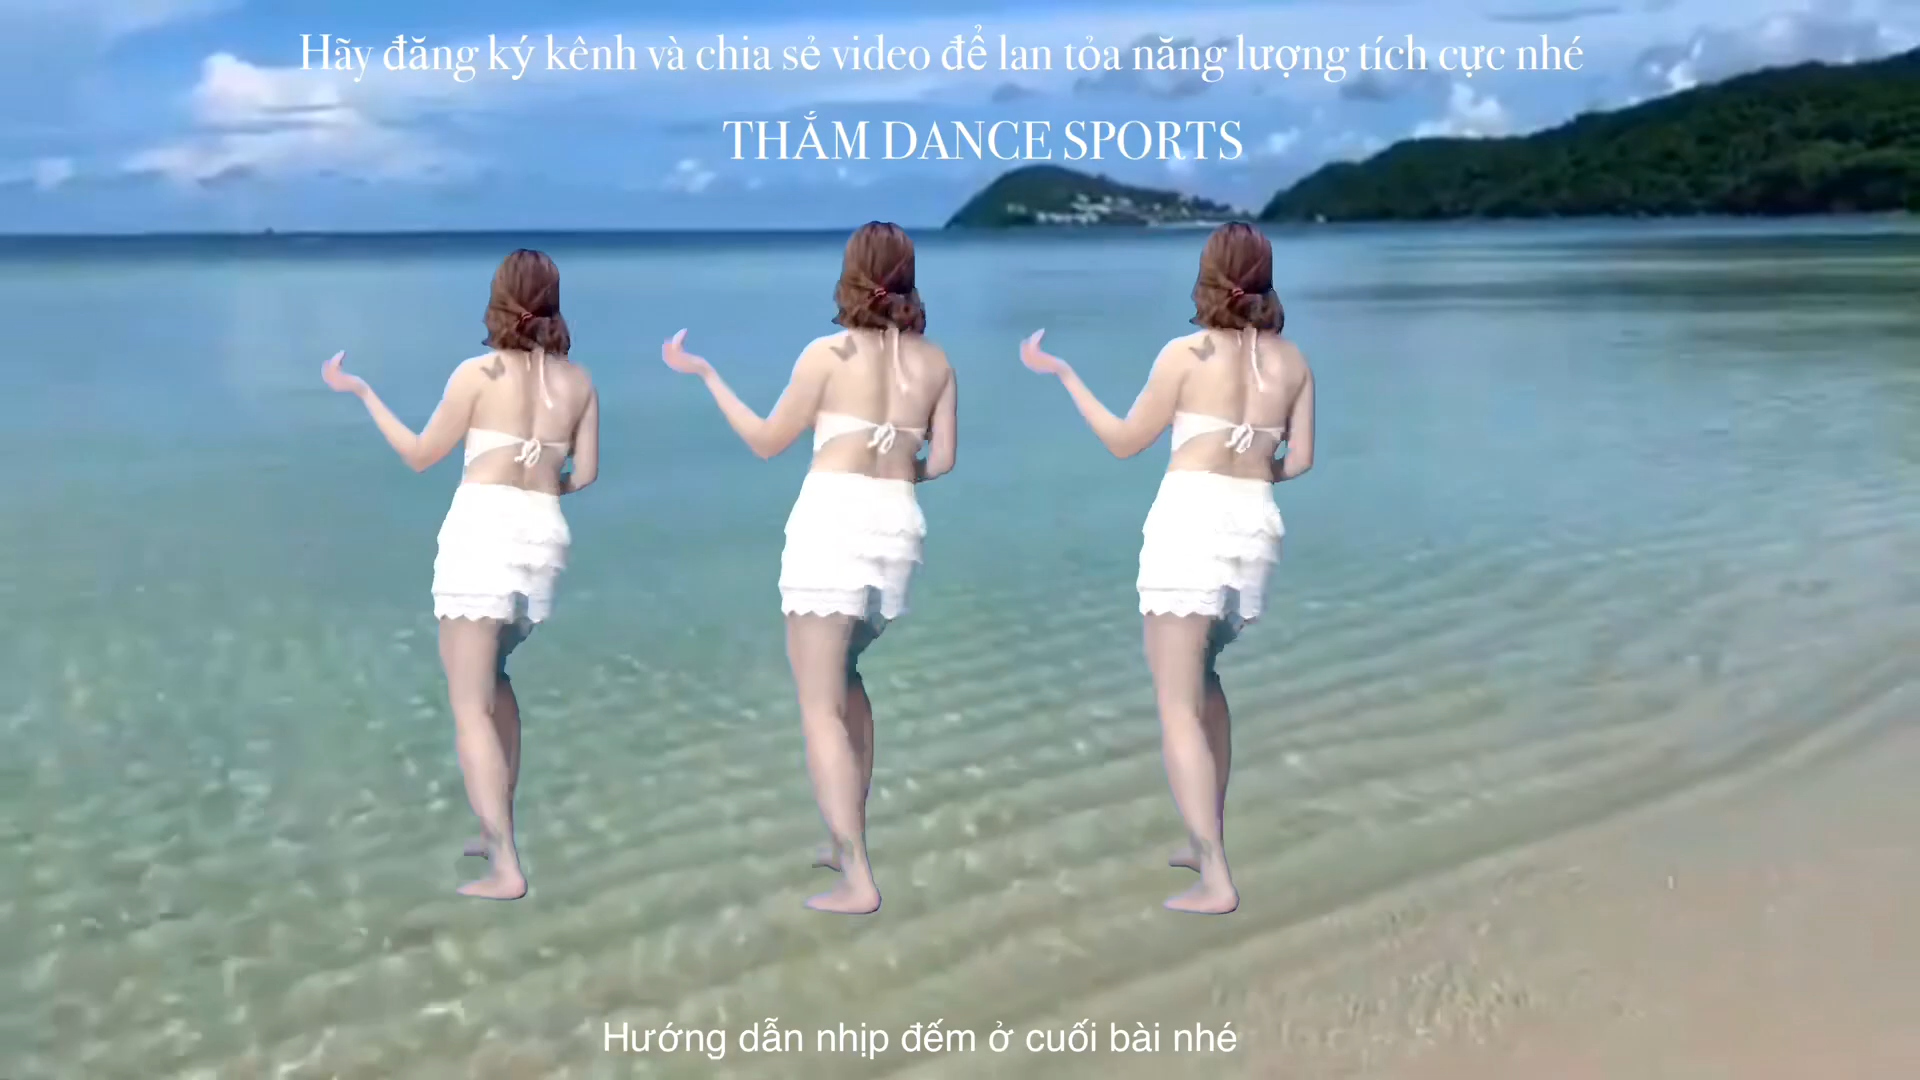 Hãy đăng ký kênh và chia sẻ video để lan tỏa năng lượng tích cực nhé
THẮM DANCE SPORTS
Hướng dẫn nhịp đếm ở cuối bài nhé